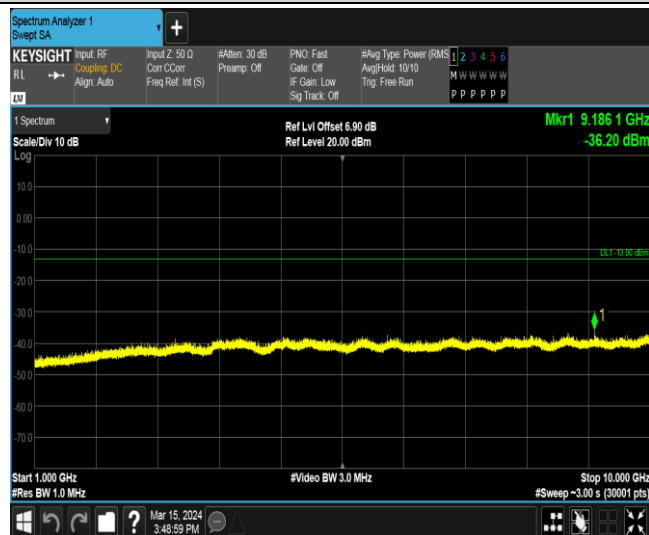 Spectrum Analyzer 1
Swept SA
+
KEYSIGHT
RL
LXI
Input: RF
Coupling: DC
Align: Auto
Input Z: 50 Ω
Corr CCorr
Freq Ref: Int (S)
#Atten: 30 dB
Preamp: Off
PNO: Fast
Gate: Off
IF Gain: Low
Sig Track: Off
#Avg Type: Power (RMS
Avg|Hold: 10/10
Trig: Free Run
1 2 3 4 5 6
M W W W W W
P P P P P P
1 Spectrum
Scale/Div 10 dB
Log
Ref Lvl Offset 6.90 dB
Ref Level 20.00 dBm
Mkr1 9.186 1 GHz
-36.20 dBm
10.0
0.00
-10.0
DL1 -13.00 dBm
-20.0
-30.0
1
-40.0
-50.0
-60.0
-70.0
Start 1.000 GHz
#Video BW 3.0 MHz
Stop 10.000 GHz
#Res BW 1.0 MHz
#Sweep ~3.00 s (30001 pts)
?
Mar 15, 2024
3:48:59 PM